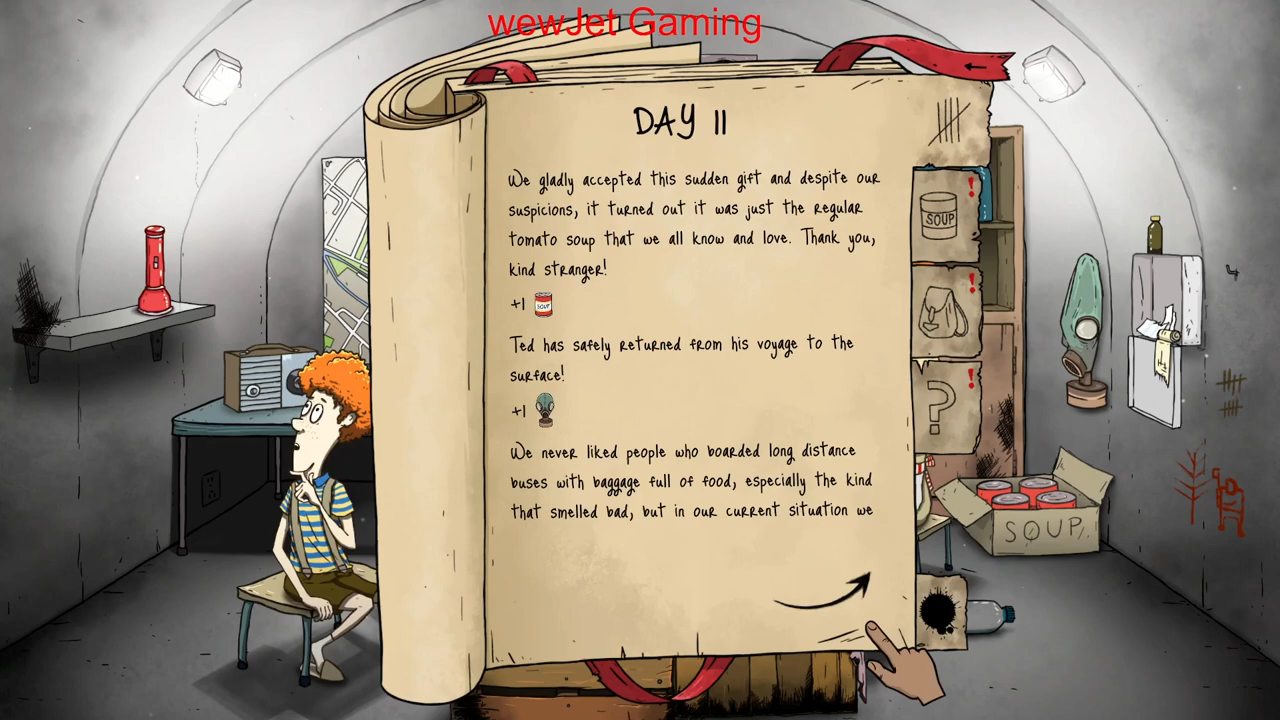 wewJet Gaming
DAY 11
We gladly accepted this sudden gift and despite our
suspicions, it turned out it was just the regular
tomato soup that we all know and love. Thank you,
kind stranger!
+1 SOUP
Ted has safely returned from his voyage to the
surface!
+1
We never liked people who boarded long distance
buses with baggage full of food, especially the kind
that smelled bad, but in our current situation we
SOUP
!
!
?
!
SOUP